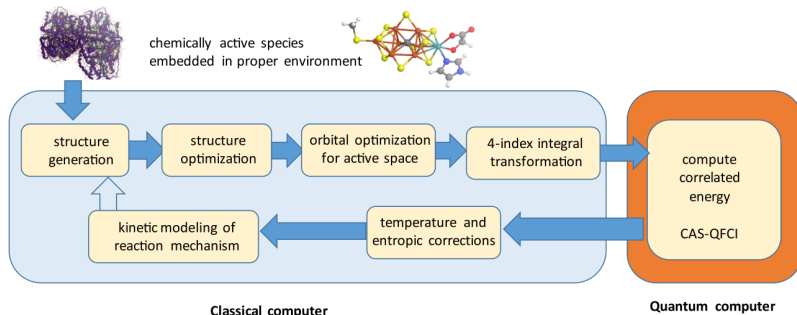 chemically active species
embedded in proper environment
structure
generation
structure
optimization
orbital optimization
for active space
4-index integral
transformation
compute
correlated
energy
CAS-QFCI
kinetic modeling of
reaction mechanism
temperature and
entropic corrections
Classical computer
Quantum computer